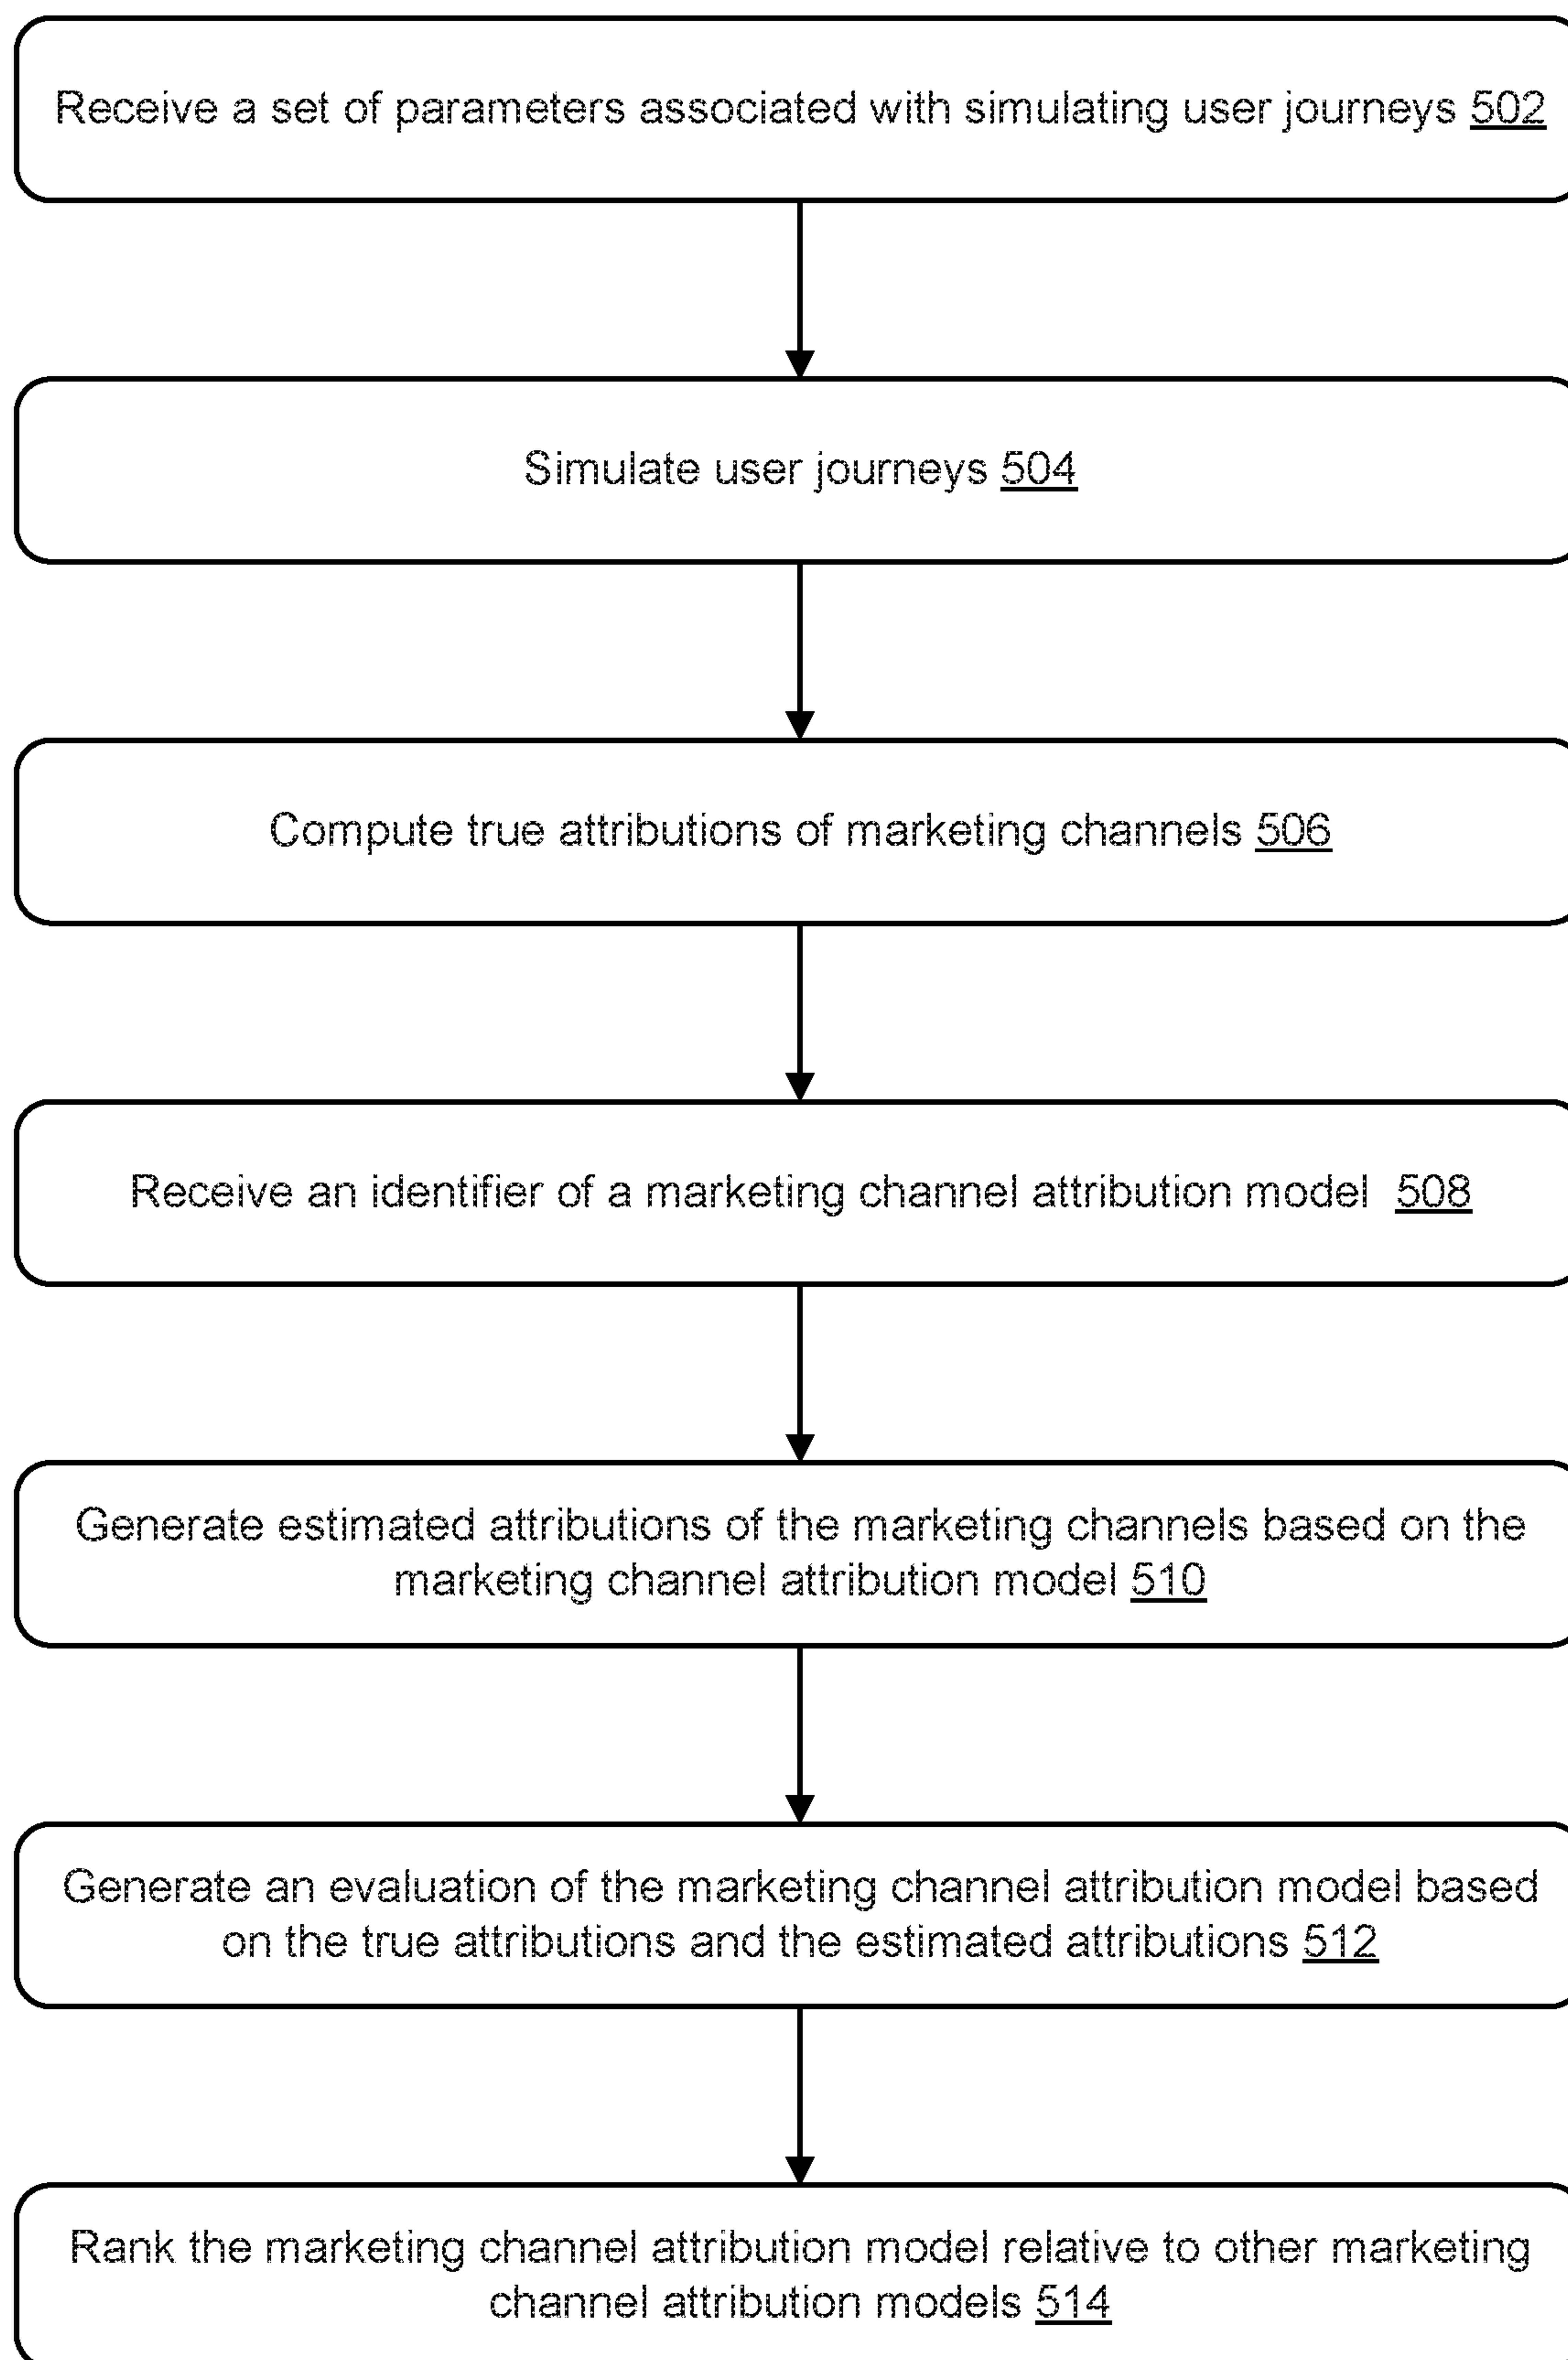 Receive a set of parameters associated with simulating user journeys 502
Simulate user journeys 504
Compute true attributions of marketing channels 506
Receive an identifier of a marketing channel attribution model 508
Generate estimated attributions of the marketing channels based on the
marketing channel attribution model 510
Generate an evaluation of the marketing channel attribution model based
on the true attributions and the estimated attributions 512
Rank the marketing channel attribution model relative to other marketing
channel attribution models 514